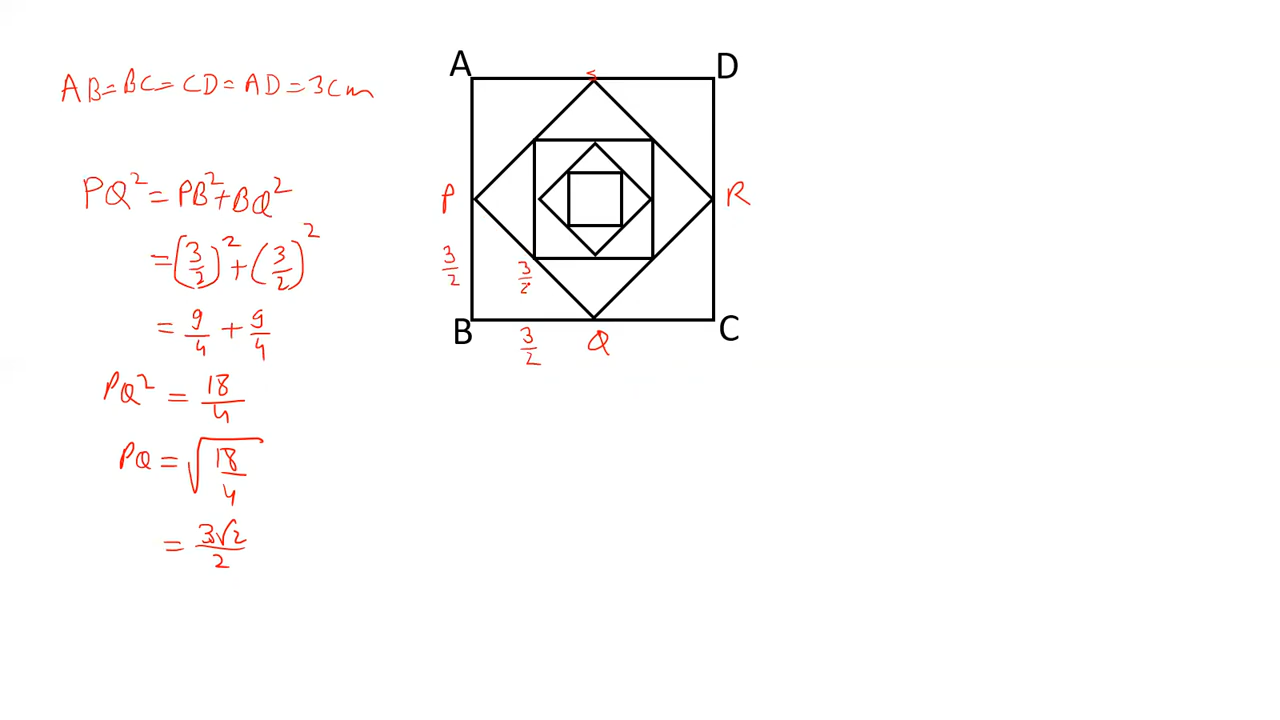 AB=BC=CD=AD=3cm
PQ²=PB²+BQ²
=(3/2)²+(3/2)²
=9/4+9/4
PQ²=18/4
PQ=√(18/4)
=3√2/2
A
S
D
P
R
3/2
3/2
B
3/2
Q
C